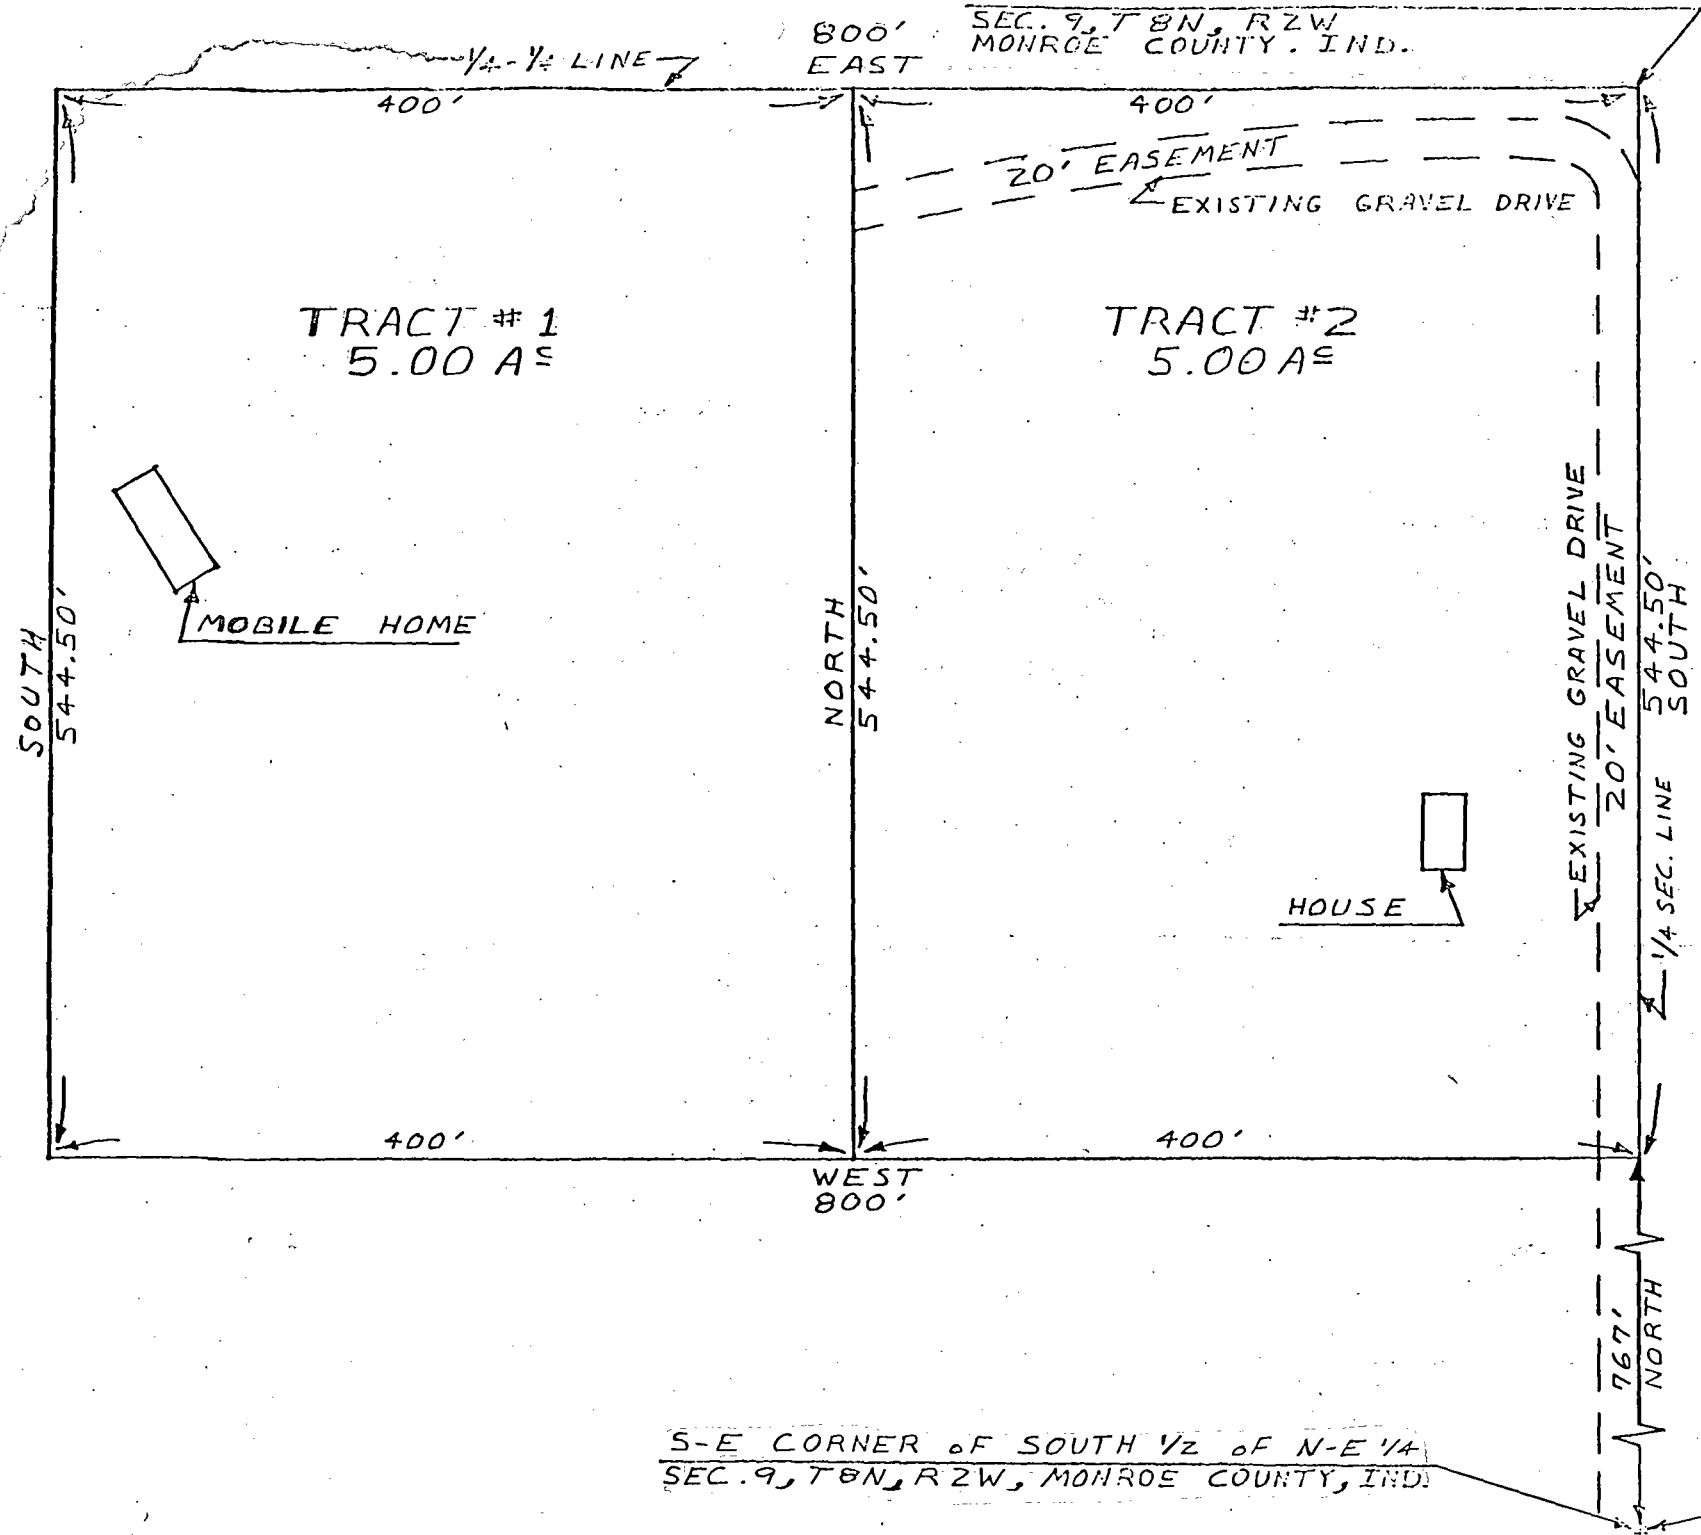 SEC. 9, T 8N, R2W
MONROE COUNTY. IND.
800'
EAST
1/4-1/4 LINE
400'
400'
20' EASEMENT
EXISTING GRAVEL DRIVE
TRACT #1
5.00 Ac
TRACT #2
5.00 Ac
SOUTH
544.50'
MOBILE HOME
NORTH
544.50'
EXISTING GRAVEL DRIVE
20' EASEMENT
544.50'
SOUTH
1/4 SEC. LINE
HOUSE
400'
400'
WEST
800'
767'
NORTH
S-E CORNER OF SOUTH 1/2 OF N-E 1/4
SEC. 9, T8N, R2W, MONROE COUNTY, IND.